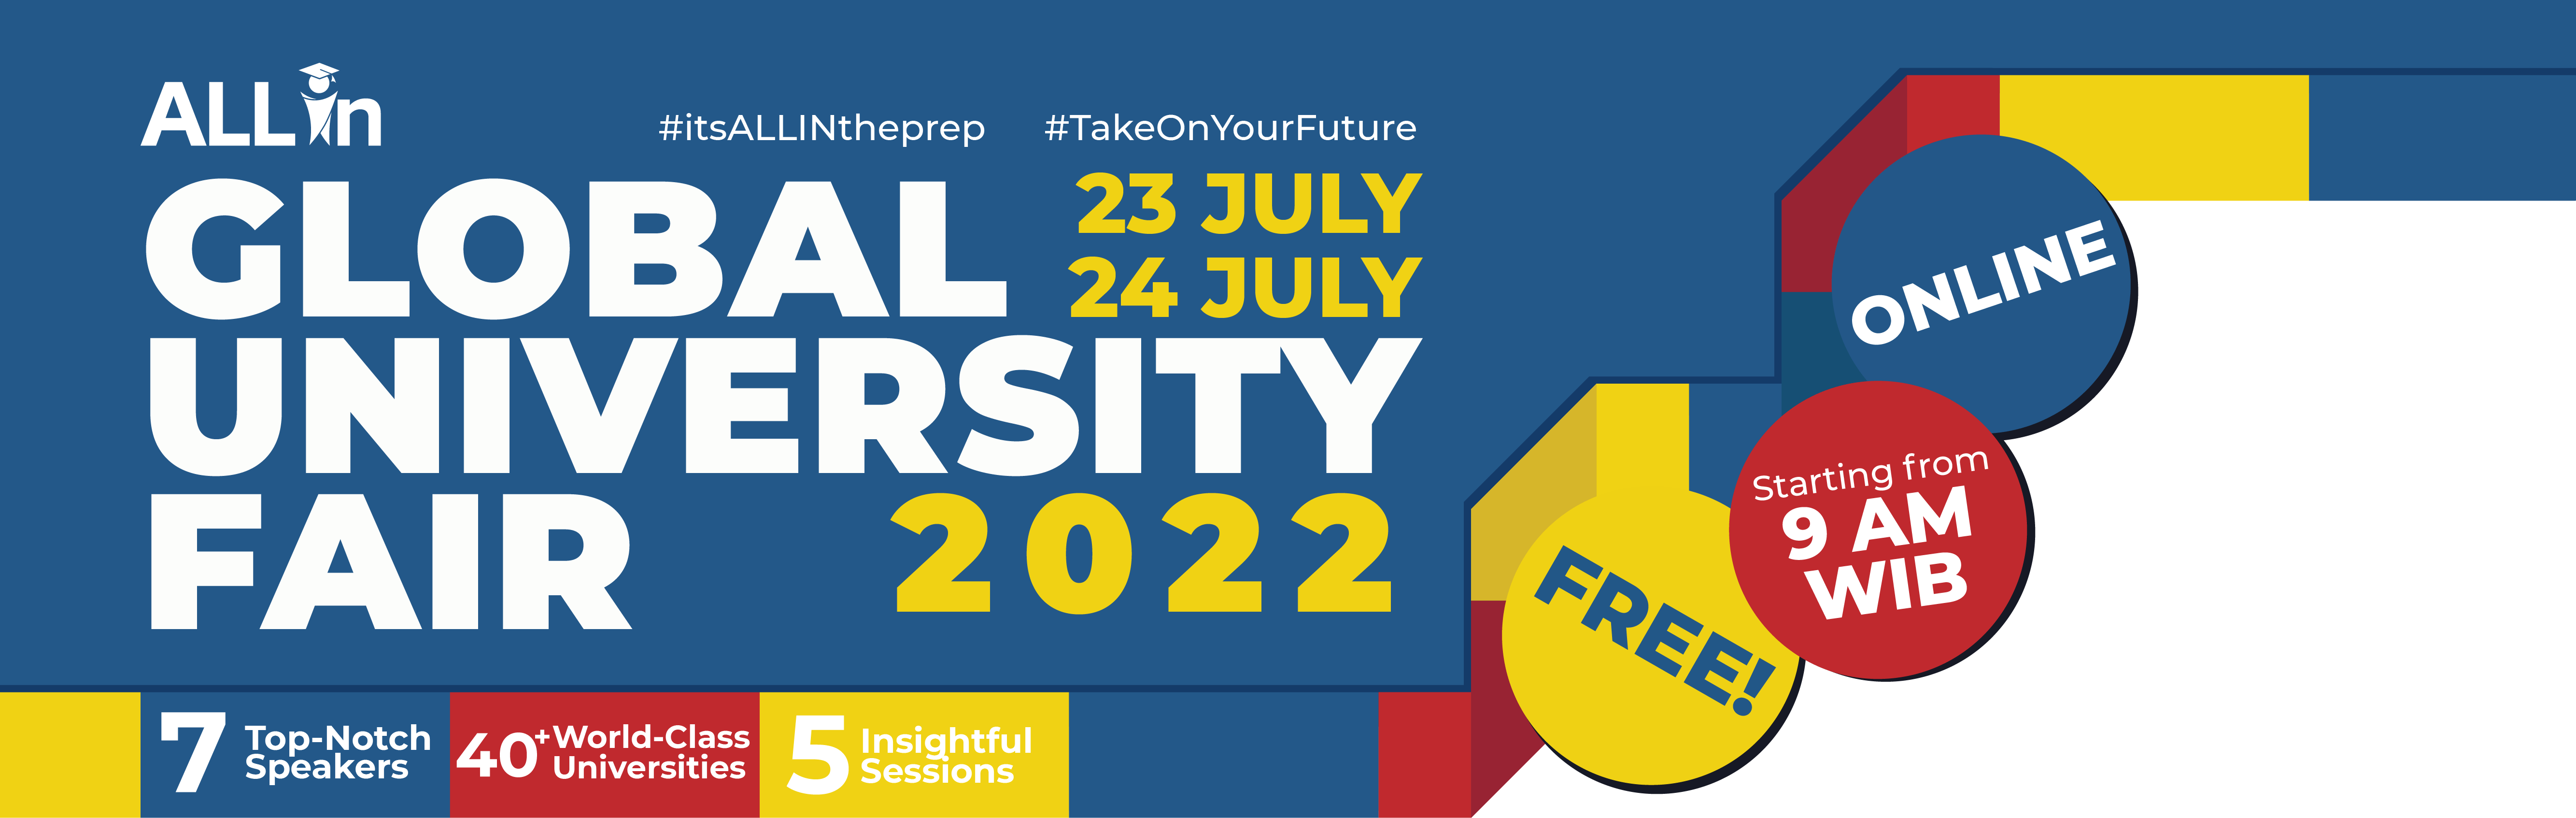 ALL in
#itsALLINtheprep #TakeOnYourFuture
GLOBAL
23 JULY
24 JULY
UNIVERSITY
FAIR 2022
ONLINE
Starting from
9 AM
WIB
FREE!
7 Top-Notch
Speakers
40+ World-Class
Universities
5 Insightful
Sessions